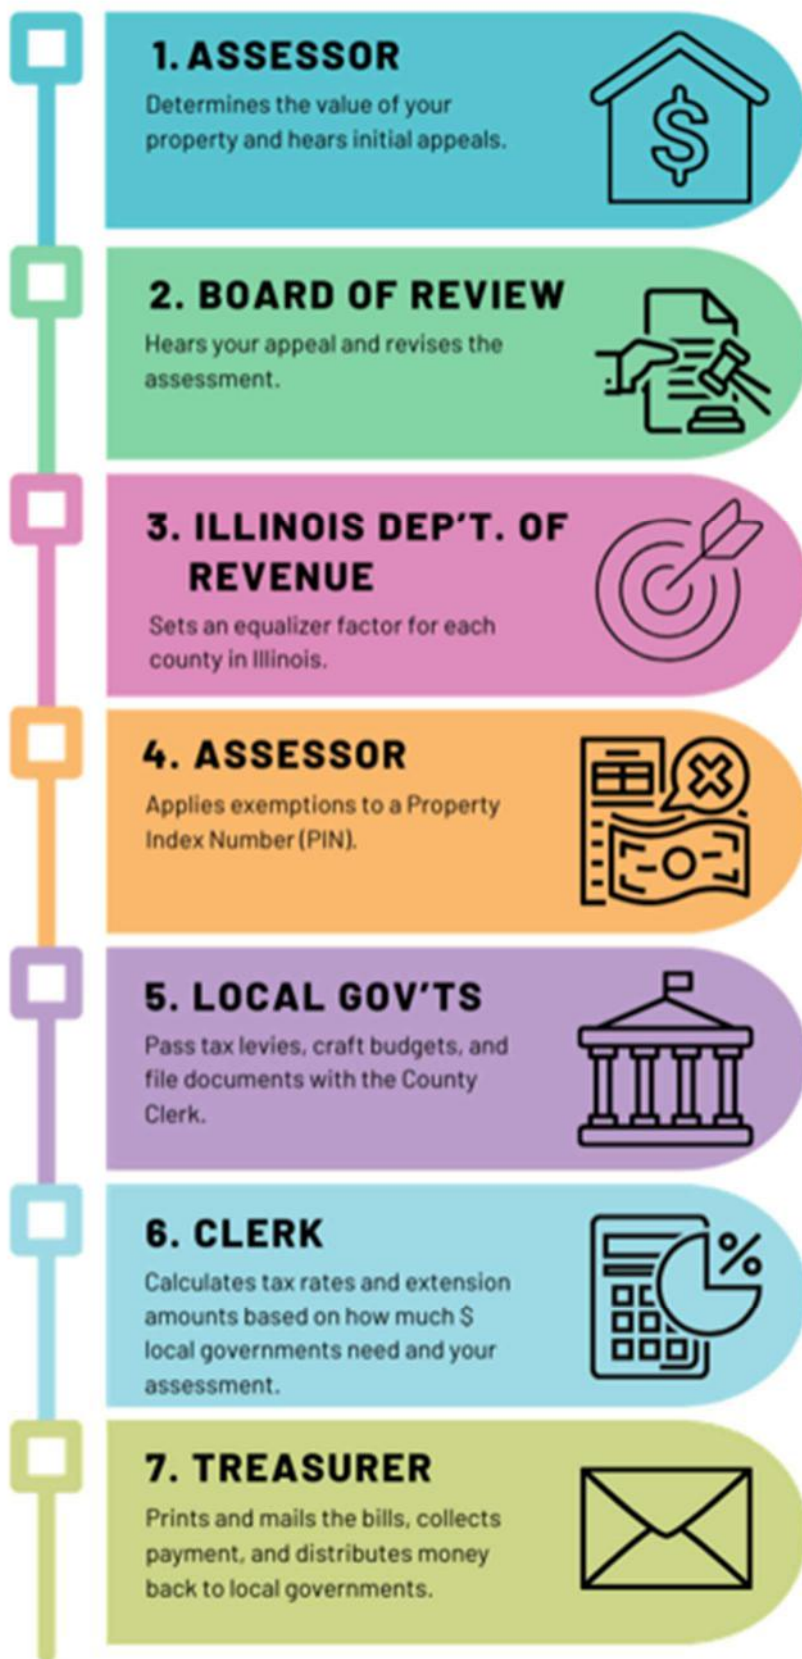 1. ASSESSOR
Determines the value of your
property and hears initial appeals.
$
2. BOARD OF REVIEW
Hears your appeal and revises the
assessment.
3. ILLINOIS DEP'T. OF
REVENUE
Sets an equalizer factor for each
county in Illinois.
4. ASSESSOR
Applies exemptions to a Property
Index Number (PIN).
5. LOCAL GOV'TS
Pass tax levies, craft budgets, and
file documents with the County
Clerk.
6. CLERK
Calculates tax rates and extension
amounts based on how much $
local governments need and your
assessment.
%
7. TREASURER
Prints and mails the bills, collects
payment, and distributes money
back to local governments.